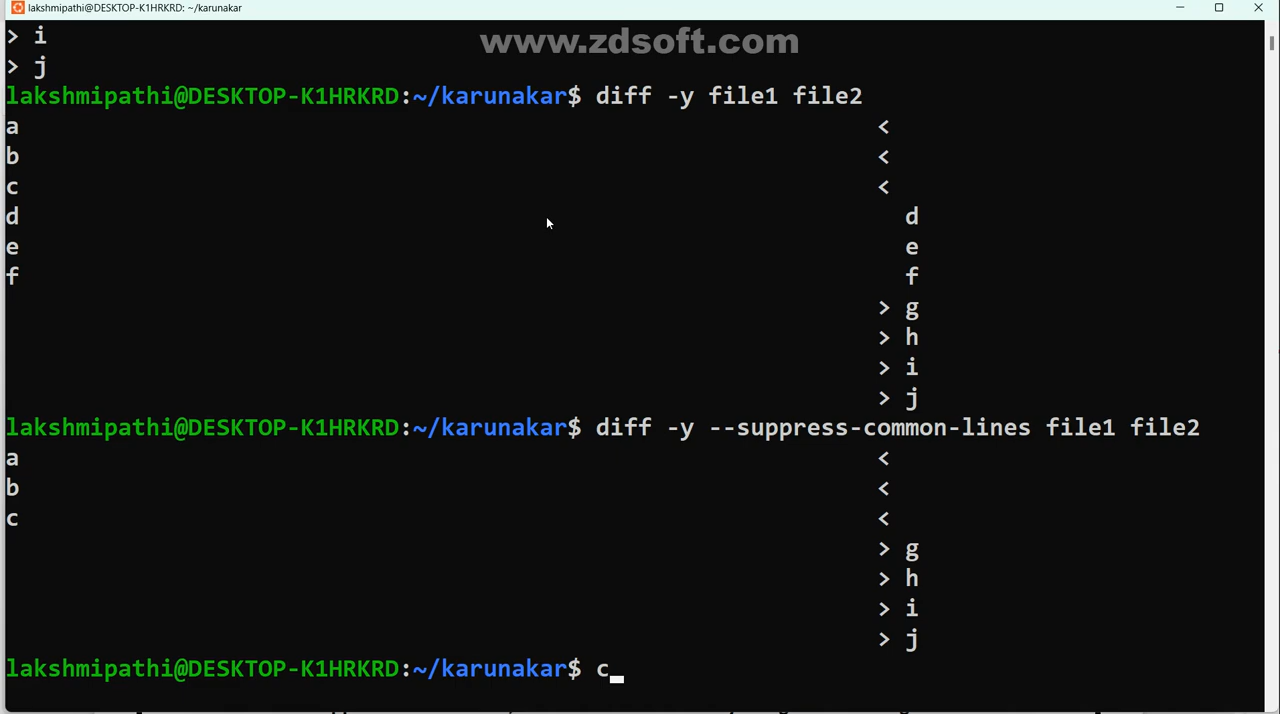 lakshmipathi@DESKTOP-K1HRKRD: ~/karunakar
> i
www.zdsoft.com
> j
lakshmipathi@DESKTOP-K1HRKRD:~/karunakar$ diff -y file1 file2
a <
b <
c <
d d
e e
f f
> g
> h
> i
> j
lakshmipathi@DESKTOP-K1HRKRD:~/karunakar$ diff -y --suppress-common-lines file1 file2
a <
b <
c <
> g
> h
> i
> j
lakshmipathi@DESKTOP-K1HRKRD:~/karunakar$ c